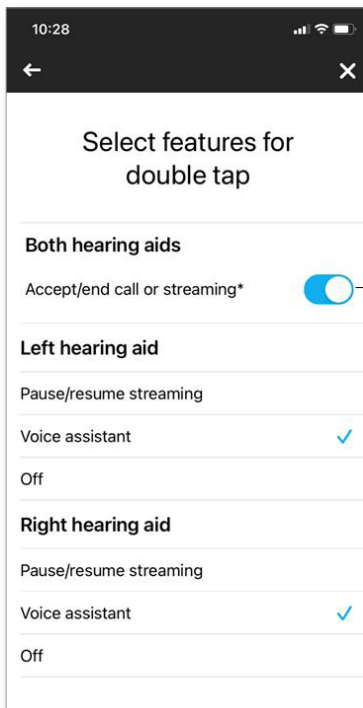 10:28
Select features for
double tap
Both hearing aids
Accept/end call or streaming*
Left hearing aid
Pause/resume streaming
Voice assistant
Off
Right hearing aid
Pause/resume streaming
Voice assistant
Off